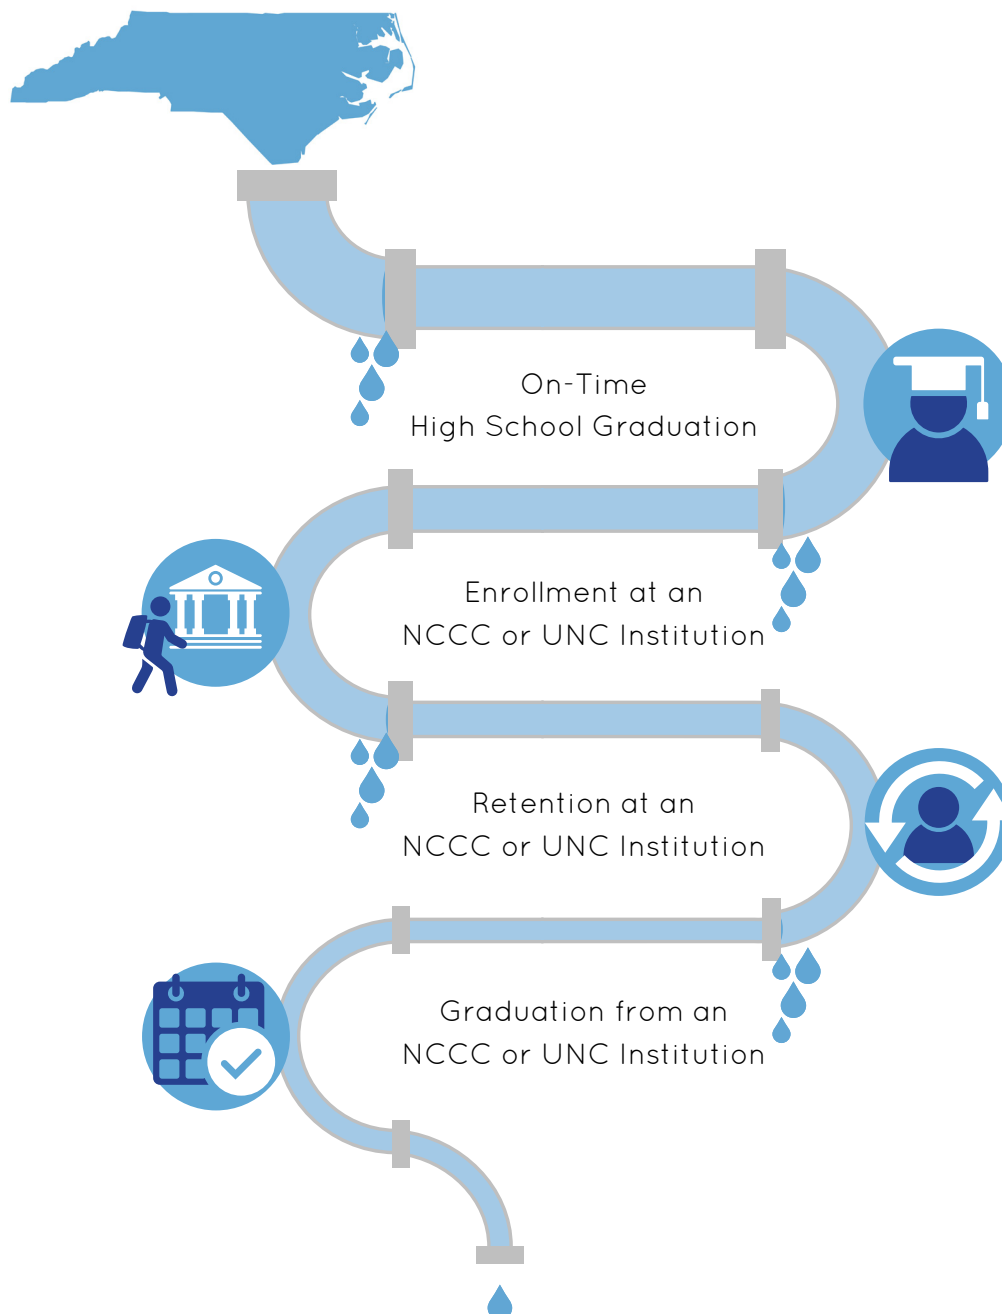 On-Time
High School Graduation
Enrollment at an
NCCC or UNC Institution
Retention at an
NCCC or UNC Institution
Graduation from an
NCCC or UNC Institution